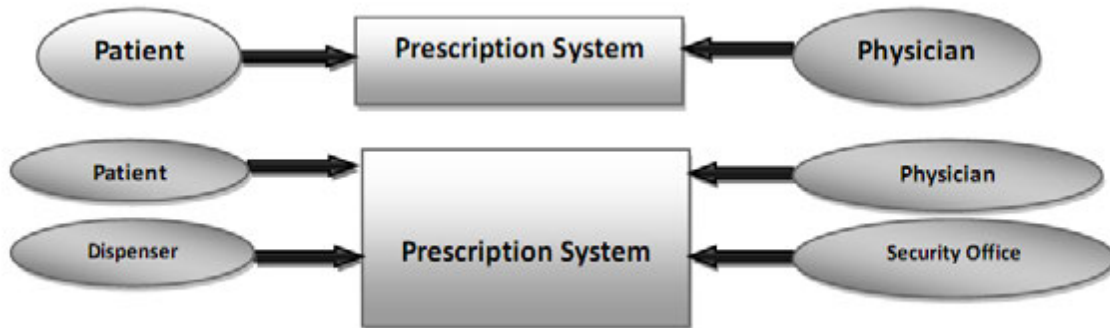 Patient
Prescription System
Physician
Patient
Physician
Dispenser
Prescription System
Security Office